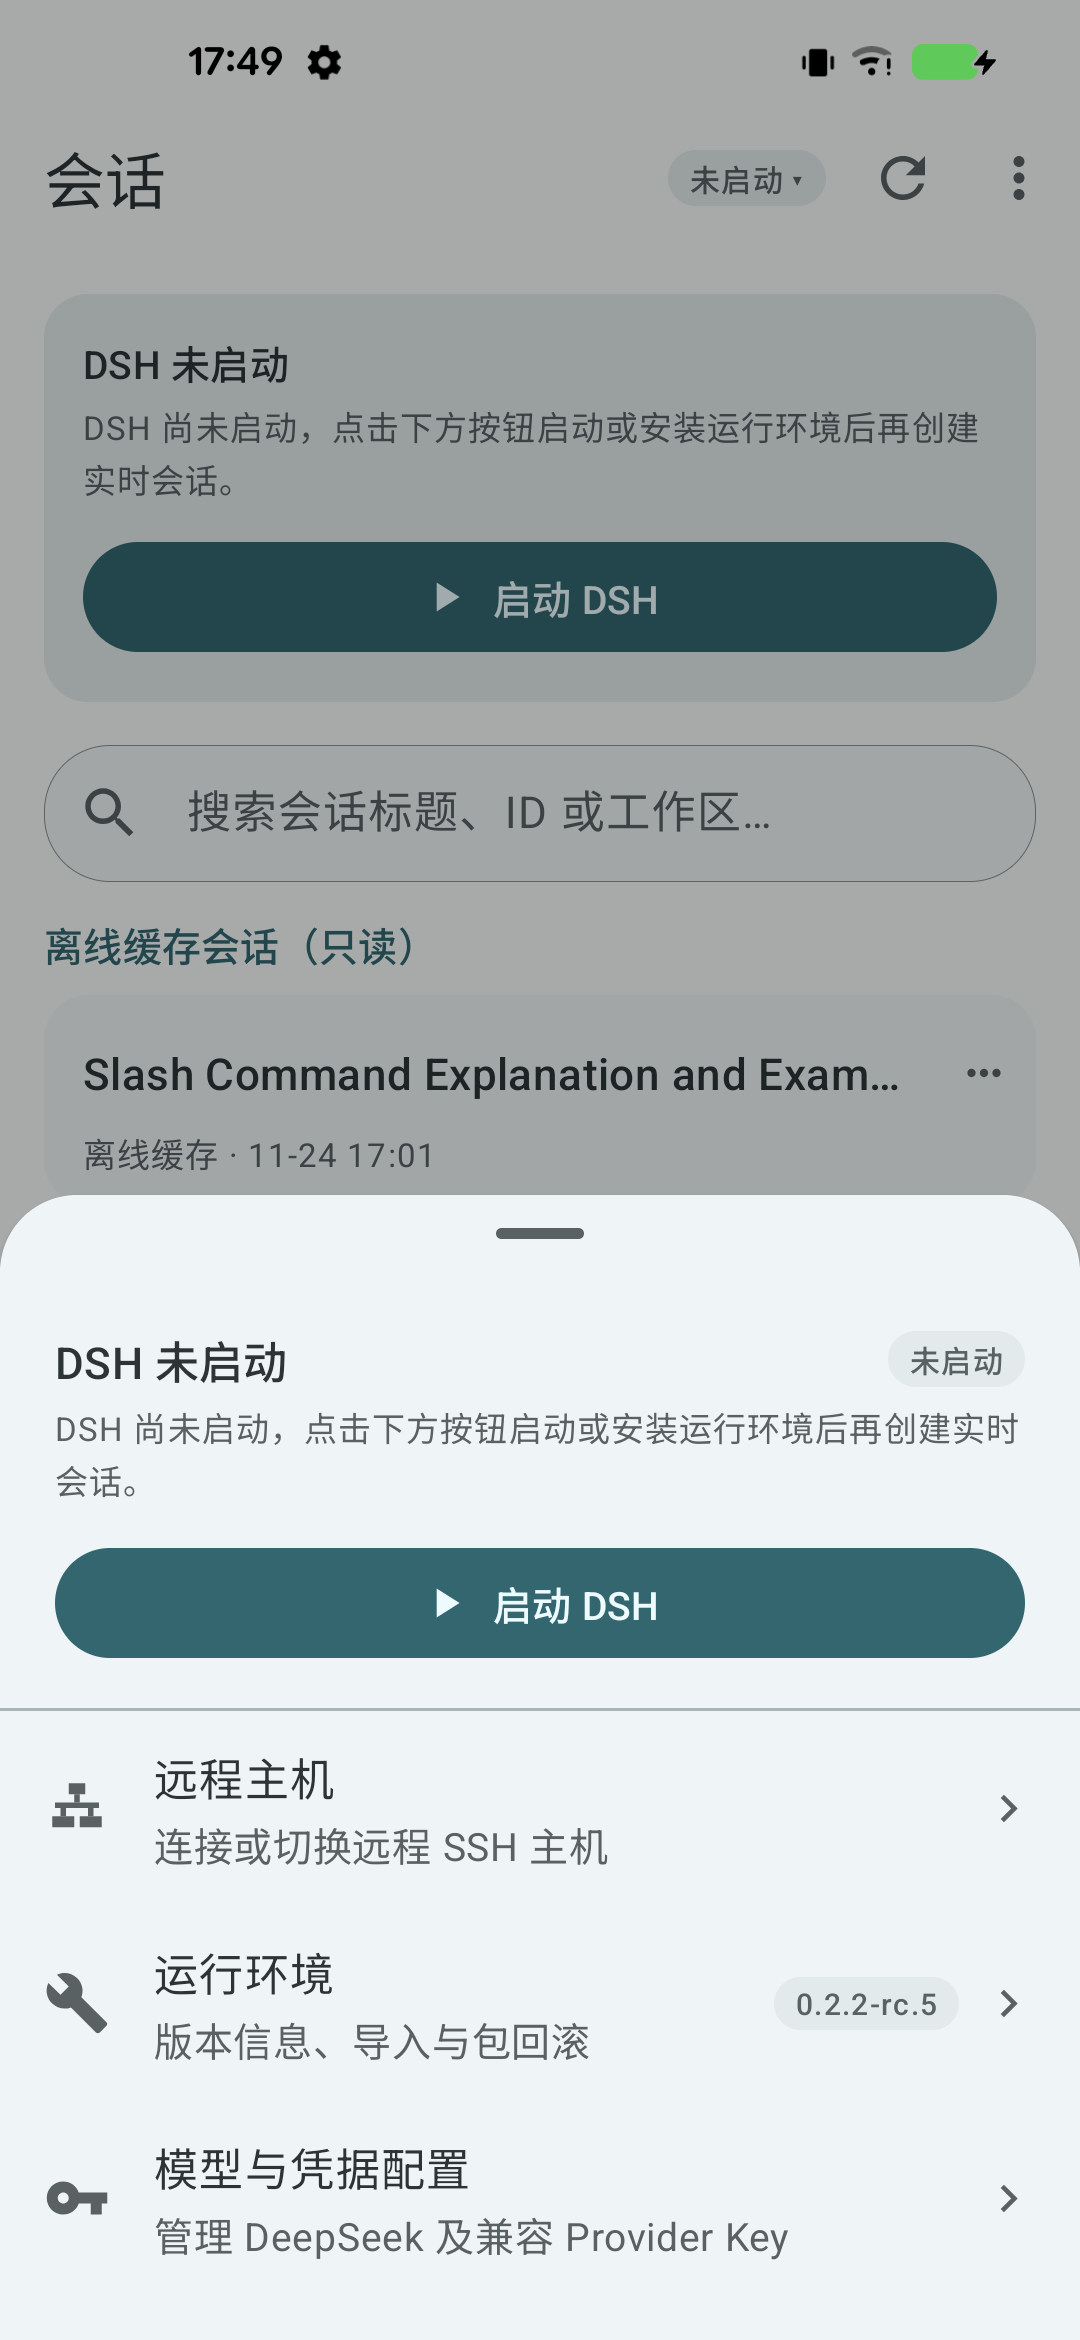 17:49
会话
未启动 ▾
DSH 未启动
DSH 尚未启动，点击下方按钮启动或安装运行环境后再创建
实时会话。
启动 DSH
搜索会话标题、ID 或工作区…
离线缓存会话（只读）
Slash Command Explanation and Exam…
离线缓存 · 11-24 17:01
DSH 未启动
未启动
DSH 尚未启动，点击下方按钮启动或安装运行环境后再创建实时
会话。
启动 DSH
远程主机
连接或切换远程 SSH 主机
运行环境
0.2.2-rc.5
版本信息、导入与包回滚
模型与凭据配置
管理 DeepSeek 及兼容 Provider Key